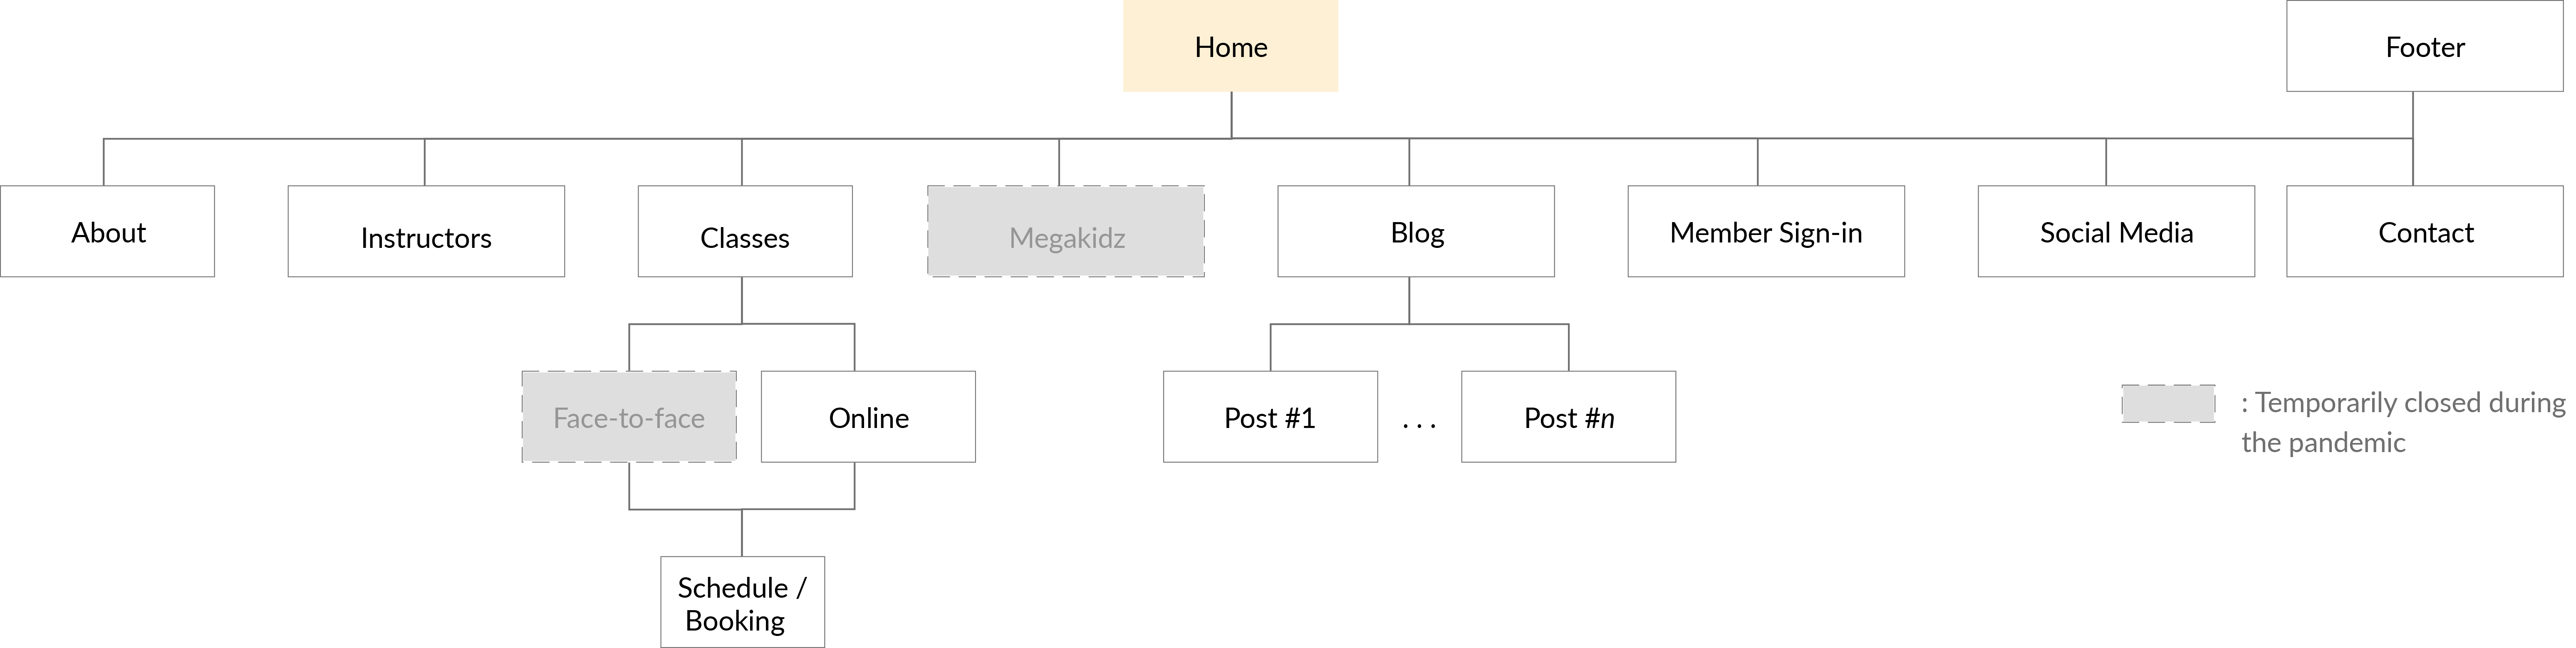 Home
Footer
About
Instructors
Classes
Megakidz
Blog
Member Sign-in
Social Media
Contact
Face-to-face
Online
Post #1
. . .
Post #n
: Temporarily closed during
the pandemic
Schedule /
Booking